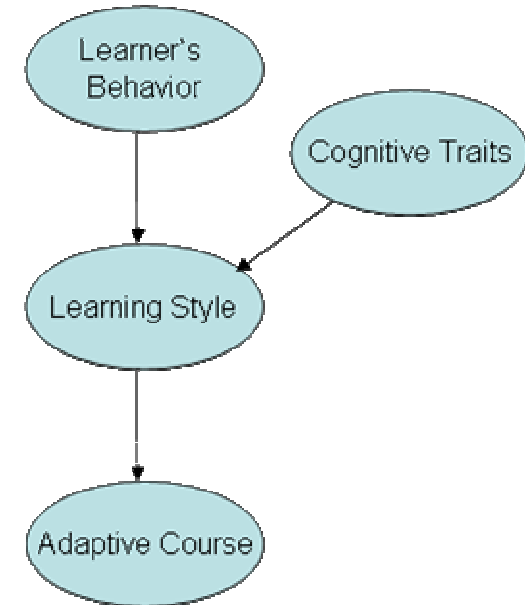 Learner`s
Behavior
Cognitive Traits
Learning Style
Adaptive Course